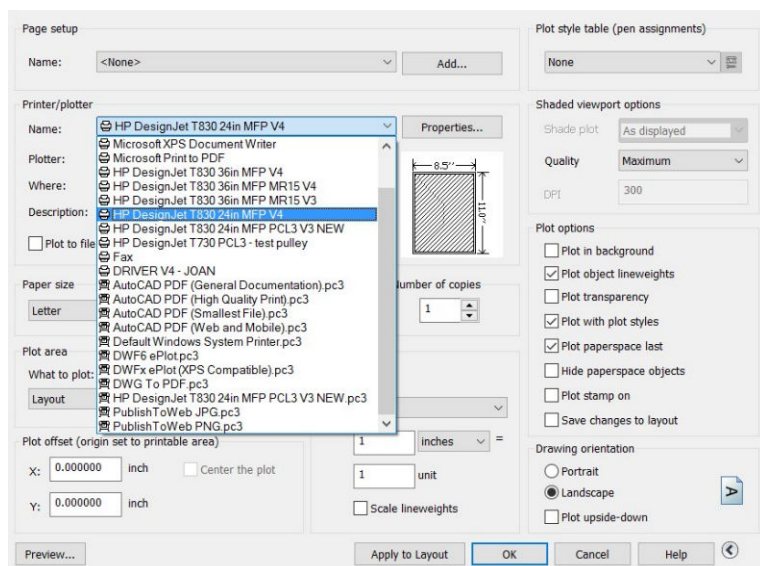 Page setup
Name: <None> Add...
Printer/plotter
Name: HP DesignJet T830 24in MFP V4 Properties...
Microsoft XPS Document Writer
Microsoft Print to PDF
HP DesignJet T830 36in MFP V4
HP DesignJet T830 36in MFP MR15 V4
HP DesignJet T830 36in MFP MR15 V3
HP DesignJet T830 24in MFP V4
HP DesignJet T830 24in MFP PCL3 V3 NEW
HP DesignJet T730 PCL3 - test pulley
Fax
DRIVER V4 - JOAN
AutoCAD PDF (General Documentation).pc3
AutoCAD PDF (High Quality Print).pc3
AutoCAD PDF (Smallest File).pc3
AutoCAD PDF (Web and Mobile).pc3
Default Windows System Printer.pc3
DWF6 ePlot.pc3
DWFx ePlot (XPS Compatible).pc3
DWG To PDF.pc3
HP DesignJet T830 24in MFP PCL3 V3 NEW.pc3
PublishToWeb JPG.pc3
PublishToWeb PNG.pc3
Plotter:
Where:
Description:
Plot to file
8.5''
11.0''
Paper size
Letter
Number of copies
1
Plot area
What to plot:
Layout
Plot offset (origin set to printable area)
X: 0.000000 inch Center the plot
Y: 0.000000 inch
1 inches =
1 unit
Scale lineweights
Plot style table (pen assignments)
None
Shaded viewport options
Shade plot As displayed
Quality Maximum
DPI 300
Plot options
Plot in background
Plot object lineweights
Plot transparency
Plot with plot styles
Plot paperspace last
Hide paperspace objects
Plot stamp on
Save changes to layout
Drawing orientation
Portrait
Landscape
Plot upside-down
A
Preview... Apply to Layout OK Cancel Help